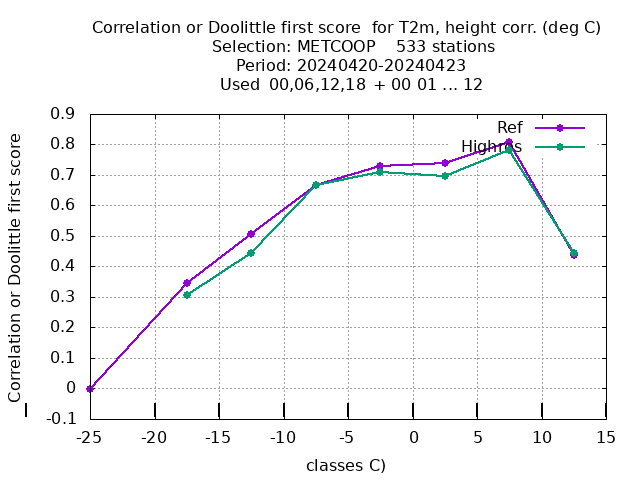 Correlation or Doolittle first score for T2m, height corr. (deg C)
Selection: METCOOP 533 stations
Period: 20240420-20240423
Used 00,06,12,18 + 00 01 ... 12
Ref
Highres
Correlation or Doolittle first score
0.9
0.8
0.7
0.6
0.5
0.4
0.3
0.2
0.1
0
-0.1
-25 -20 -15 -10 -5 0 5 10 15
classes C)